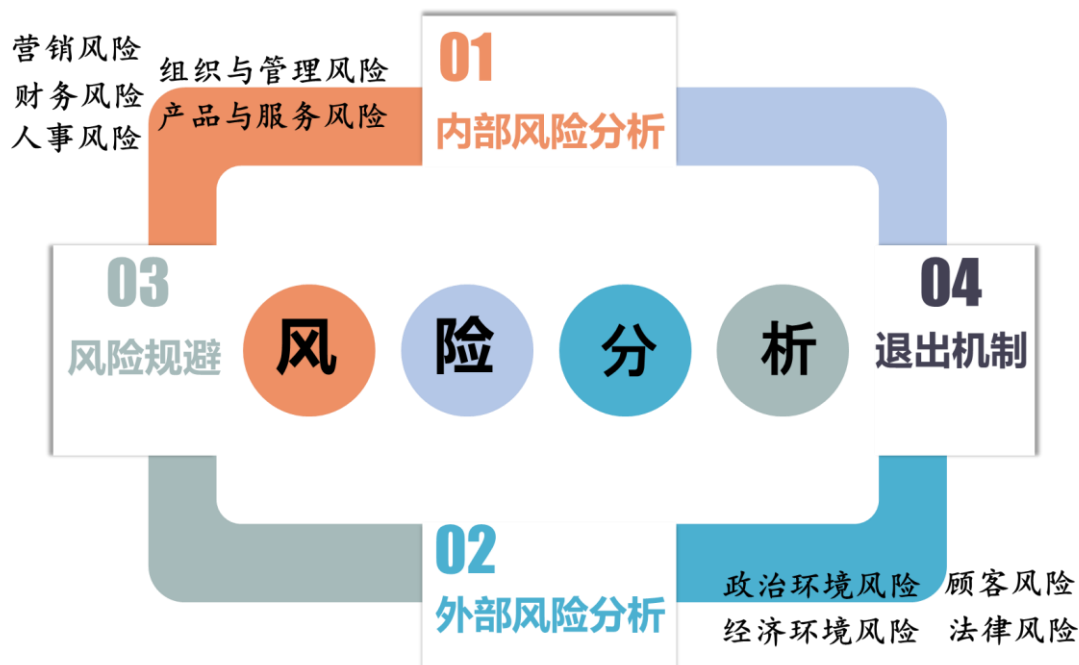 营销风险
财务风险
人事风险
组织与管理风险
产品与服务风险
01
内部风险分析
03
风险规避
风险分析
04
退出机制
02
外部风险分析
政治环境风险 顾客风险
经济环境风险 法律风险